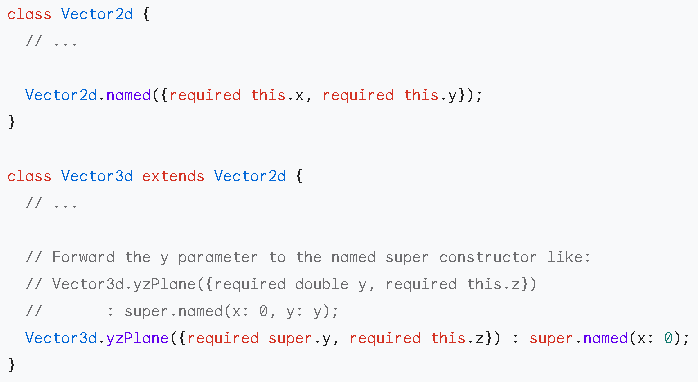 class Vector2d {
  // ...

  Vector2d.named({required this.x, required this.y});
}

class Vector3d extends Vector2d {
  // ...

  // Forward the y parameter to the named super constructor like:
  // Vector3d.yzPlane({required double y, required this.z})
  //       : super.named(x: 0, y: y);
  Vector3d.yzPlane({required super.y, required this.z}) : super.named(x: 0);
}